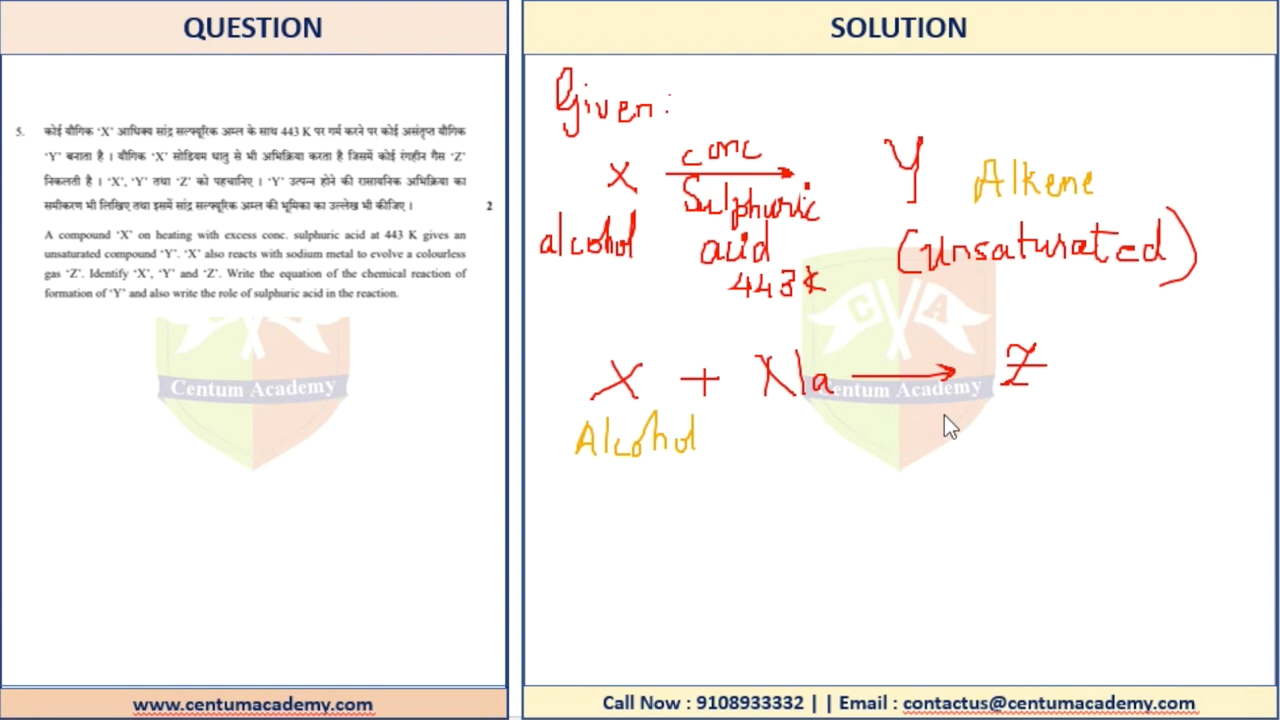 QUESTION
SOLUTION
5. कोई यौगिक ‘X’ आधिक्य सांद्र सल्फ्यूरिक अम्ल के साथ 443 K पर गर्म करने पर कोई असंतृप्त यौगिक
‘Y’ बनाता है । यौगिक ‘X’ सोडियम धातु से भी अभिक्रिया करता है जिसमें कोई रंगहीन गैस ‘Z’
निकलती है । ‘X’, ‘Y’ तथा ‘Z’ को पहचानिए । ‘Y’ उत्पन्न होने की रासायनिक अभिक्रिया का
समीकरण भी लिखिए तथा इसमें सांद्र सल्फ्यूरिक अम्ल की भूमिका का उल्लेख भी कीजिए । 2
A compound ‘X’ on heating with excess conc. sulphuric acid at 443 K gives an
unsaturated compound ‘Y’. ‘X’ also reacts with sodium metal to evolve a colourless
gas ‘Z’. Identify ‘X’, ‘Y’ and ‘Z’. Write the equation of the chemical reaction of
formation of ‘Y’ and also write the role of sulphuric acid in the reaction.
Centum Academy
Given:
X conc Y Alkene
alcohol Sulphuric (unsaturated)
acid
443K
C A
X + Na → Z
Centum Academy
Alcohol
www.centumacademy.com
Call Now : 9108933332 | | Email : contactus@centumacademy.com